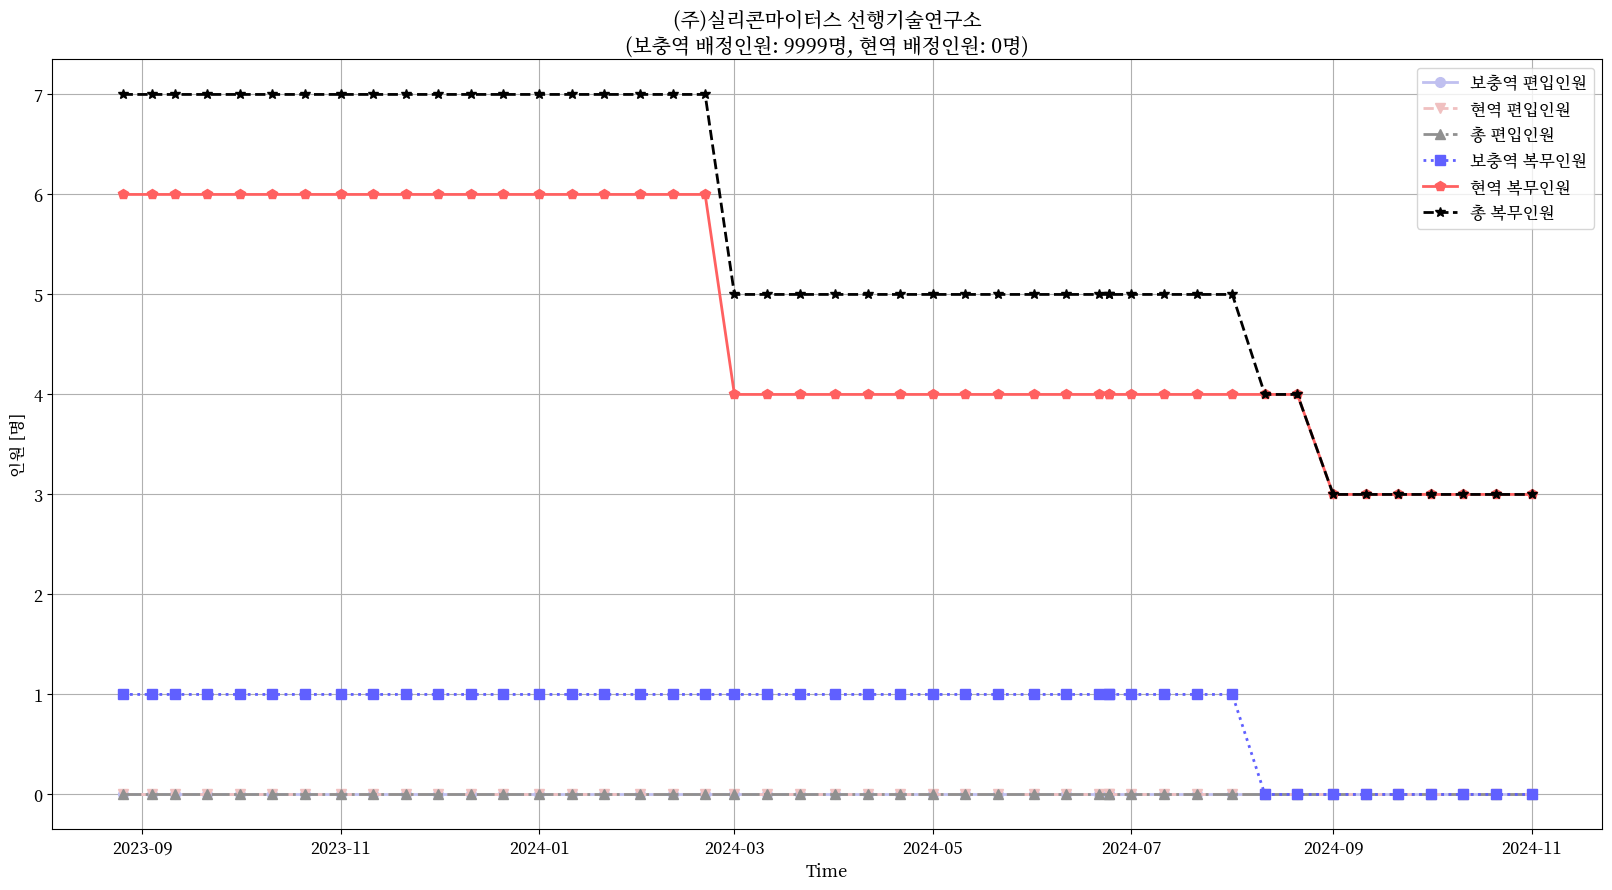 (주)실리콘마이터스 선행기술연구소
(보충역 배정인원: 9999명, 현역 배정인원: 0명)
보충역 편입인원
현역 편입인원
총 편입인원
보충역 복무인원
현역 복무인원
총 복무인원
인원 [명]
7
6
5
4
3
2
1
0
2023-09
2023-11
2024-01
2024-03
2024-05
2024-07
2024-09
2024-11
Time